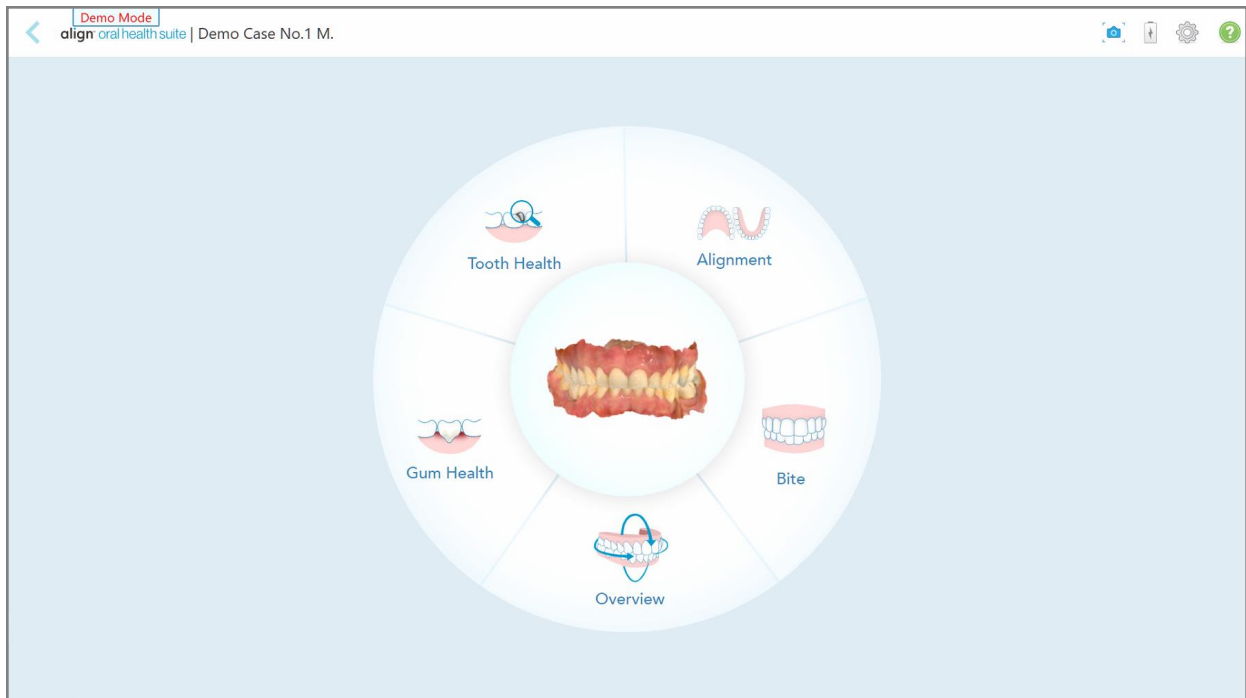 Demo Mode
align oral health suite | Demo Case No.1 M.
?
Tooth Health
Alignment
Gum Health
Bite
Overview